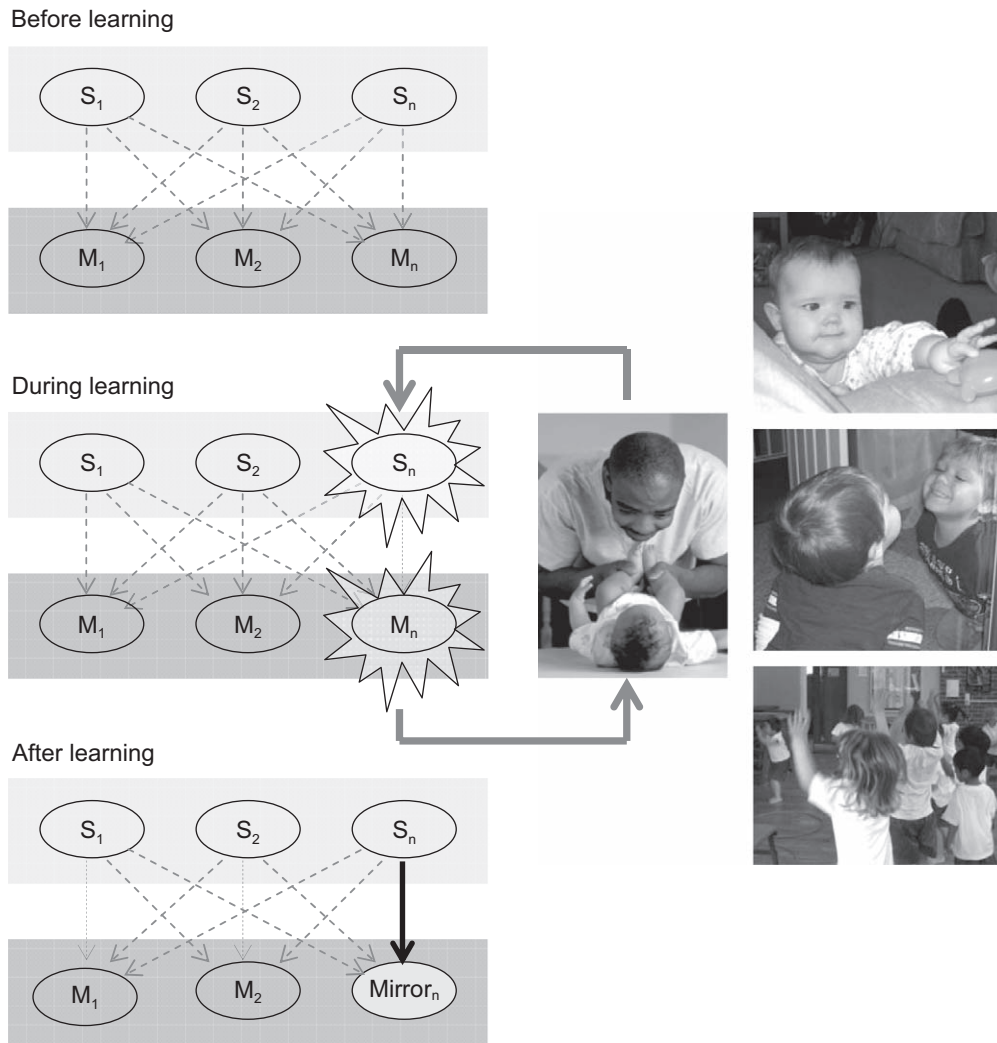 Before learning
S₁ S₂ Sₙ
M₁ M₂ Mₙ
During learning
S₁ S₂ Sₙ
M₁ M₂ Mₙ
After learning
S₁ S₂ Sₙ
M₁ M₂ Mirrorₙ